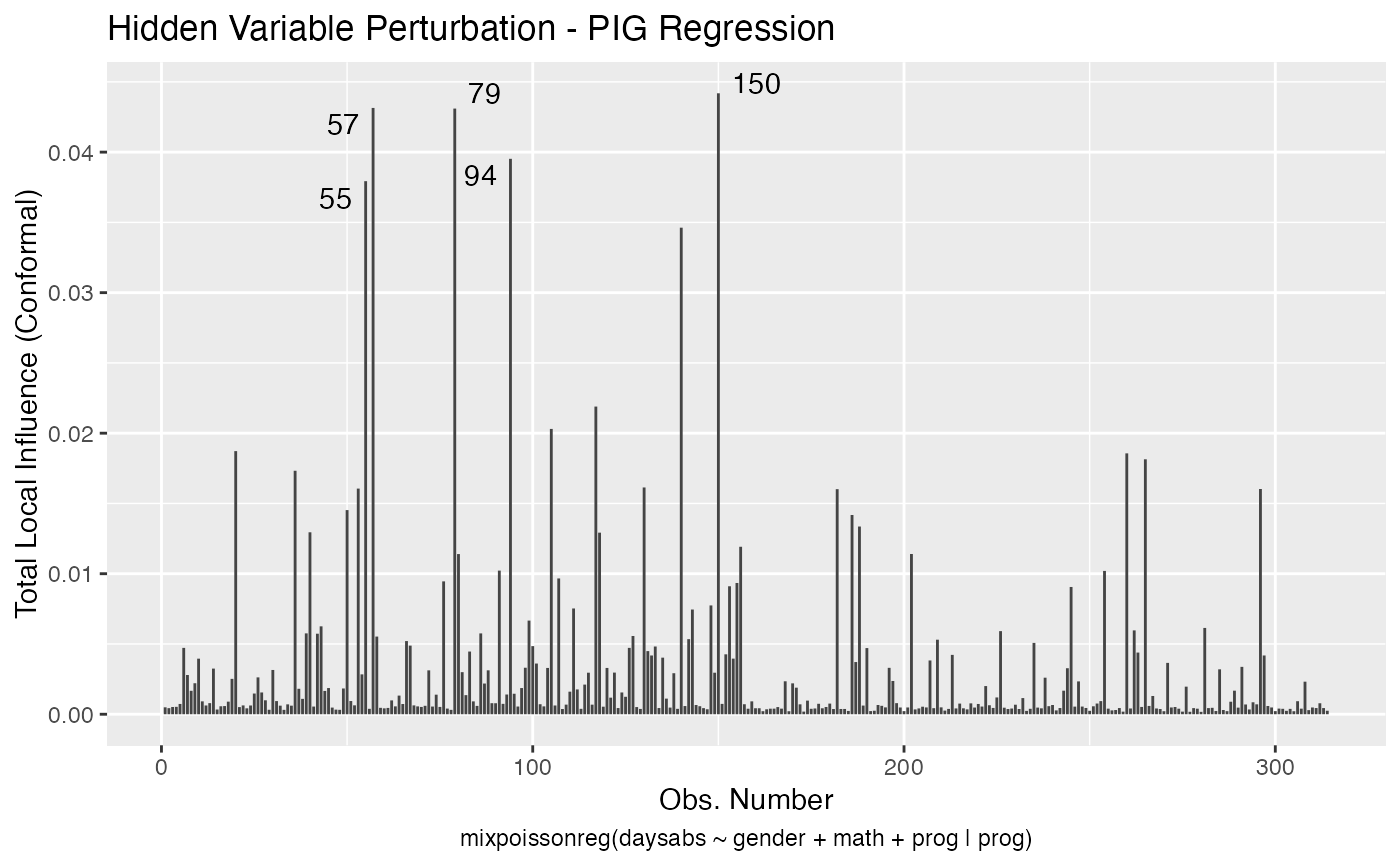 Hidden Variable Perturbation - PIG Regression
Total Local Influence (Conformal)
0.04
0.03
0.02
0.01
0.00
57
55
79
94
150
0 100 200 300
Obs. Number
mixpoissonreg(daysabs ~ gender + math + prog | prog)